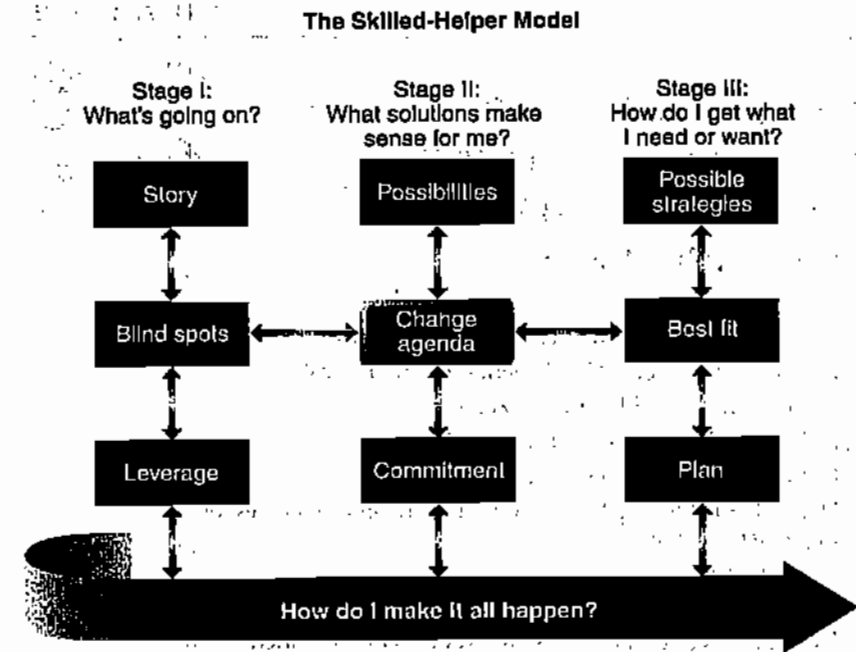 The Skilled-Helper Model
Stage I:
What's going on?
Stage II:
What solutions make
sense for me?
Stage III:
How do I get what
I need or want?
Story
Possibilities
Possible
strategies
Blind spots
Change
agenda
Best fit
Leverage
Commitment
Plan
How do I make it all happen?